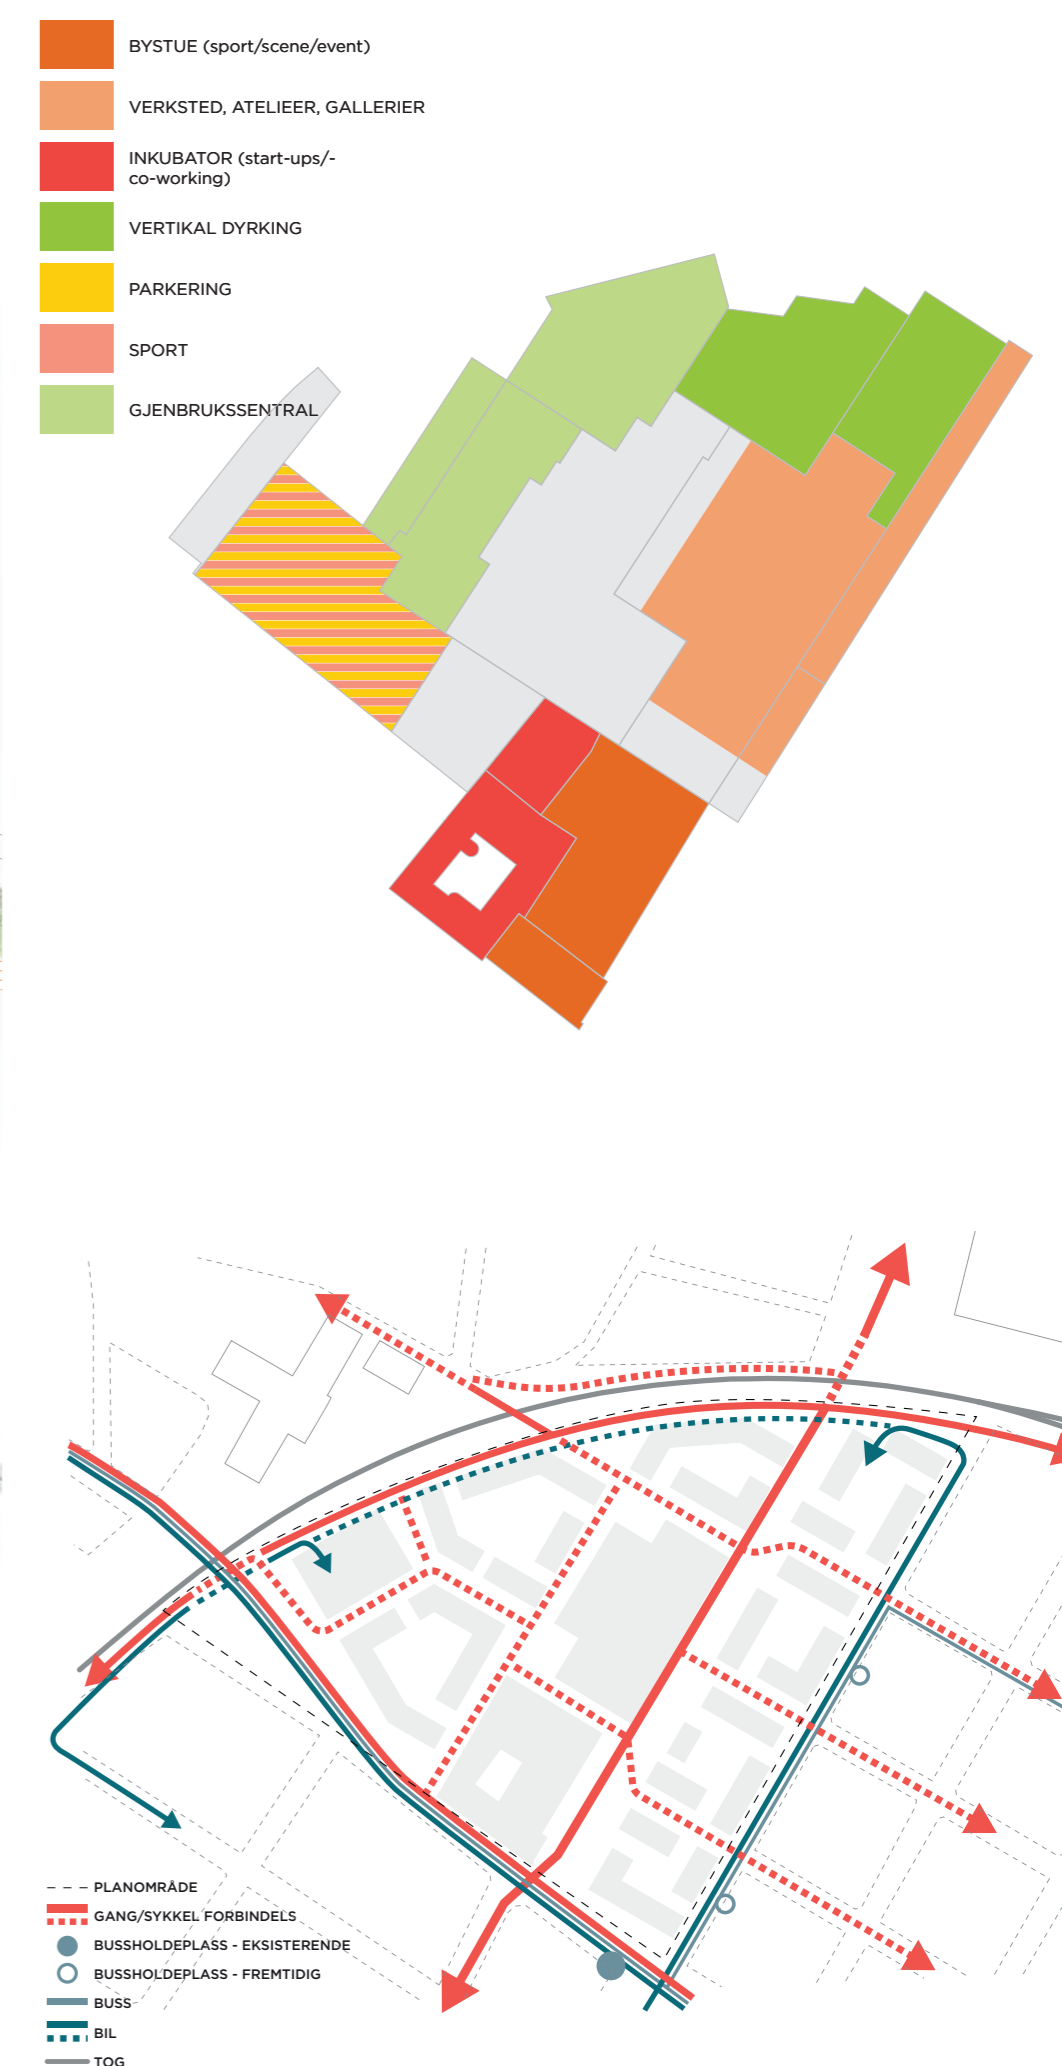 BYSTUE (sport/scene/event)
VERKSTED, ATELIEER, GALLERIER
INKUBATOR (start-ups/-
co-working)
VERTIKAL DYRKING
PARKERING
SPORT
GJENBRUKSSENTRAL
PLANOMRÅDE
GANG/SYKKEL FORBINDELS
BUSSHOLDEPLASS - EKSISTERENDE
BUSSHOLDEPLASS - FREMTIDIG
BUSS
BIL
TOG